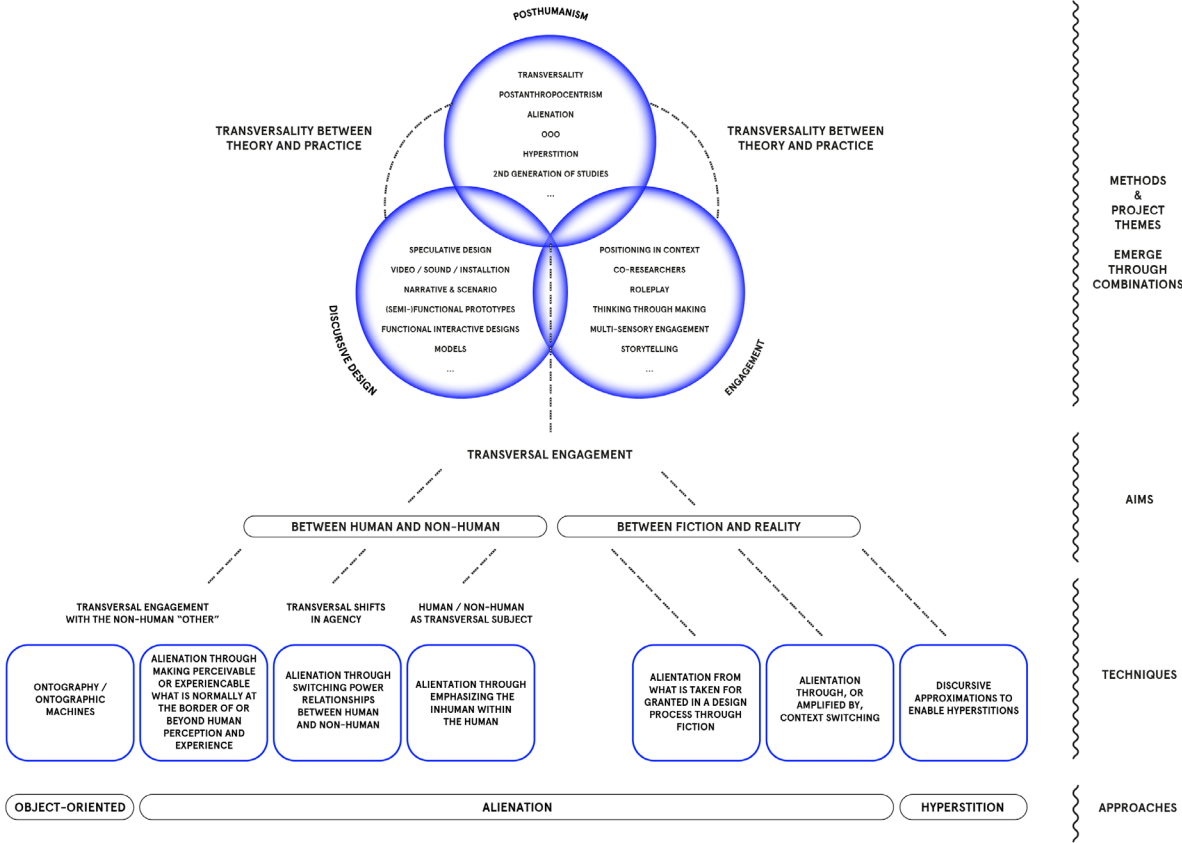 POSTHUMANISM
TRANSVERSALITY
POSTANTHROPOCENTRISM
ALIENATION
OOO
HYPERSTITION
2ND GENERATION OF STUDIES
...
TRANSVERSALITY BETWEEN
THEORY AND PRACTICE
TRANSVERSALITY BETWEEN
THEORY AND PRACTICE
SPECULATIVE DESIGN
VIDEO / SOUND / INSTALLTION
NARRATIVE & SCENARIO
(SEMI-)FUNCTIONAL PROTOTYPES
FUNCTIONAL INTERACTIVE DESIGNS
MODELS
...
DISCURSIVE DESIGN
POSITIONING IN CONTEXT
CO-RESEARCHERS
ROLEPLAY
THINKING THROUGH MAKING
MULTI-SENSORY ENGAGEMENT
STORYTELLING
...
ENGAGEMENT
METHODS
&
PROJECT
THEMES
EMERGE
THROUGH
COMBINATIONS
TRANSVERSAL ENGAGEMENT
BETWEEN HUMAN AND NON-HUMAN
BETWEEN FICTION AND REALITY
AIMS
TRANSVERSAL ENGAGEMENT
WITH THE NON-HUMAN “OTHER”
TRANSVERSAL SHIFTS
IN AGENCY
HUMAN / NON-HUMAN
AS TRANSVERSAL SUBJECT
ONTOGRAPHY /
ONTOGRAPHIC
MACHINES
ALIENATION THROUGH
MAKING PERCEIVABLE
OR EXPERIENCABLE
WHAT IS NORMALLY AT
THE BORDER OF OR
BEYOND HUMAN
PERCEPTION AND
EXPERIENCE
ALIENATION THROUGH
SWITCHING POWER
RELATIONSHIPS
BETWEEN HUMAN
AND NON-HUMAN
ALIENTATION THROUGH
EMPHASIZING THE
INHUMAN WITHIN
THE HUMAN
ALIENTATION FROM
WHAT IS TAKEN FOR
GRANTED IN A DESIGN
PROCESS THROUGH
FICTION
ALIENTATION
THROUGH, OR
AMPLIFIED BY,
CONTEXT SWITCHING
DISCURSIVE
APPROXIMATIONS TO
ENABLE HYPERSTITIONS
TECHNIQUES
OBJECT-ORIENTED
ALIENATION
HYPERSTITION
APPROACHES